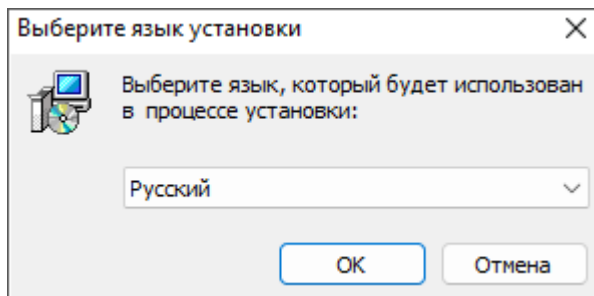 Выберите язык установки
Выберите язык, который будет использован
в процессе установки:
Русский
OK
Отмена